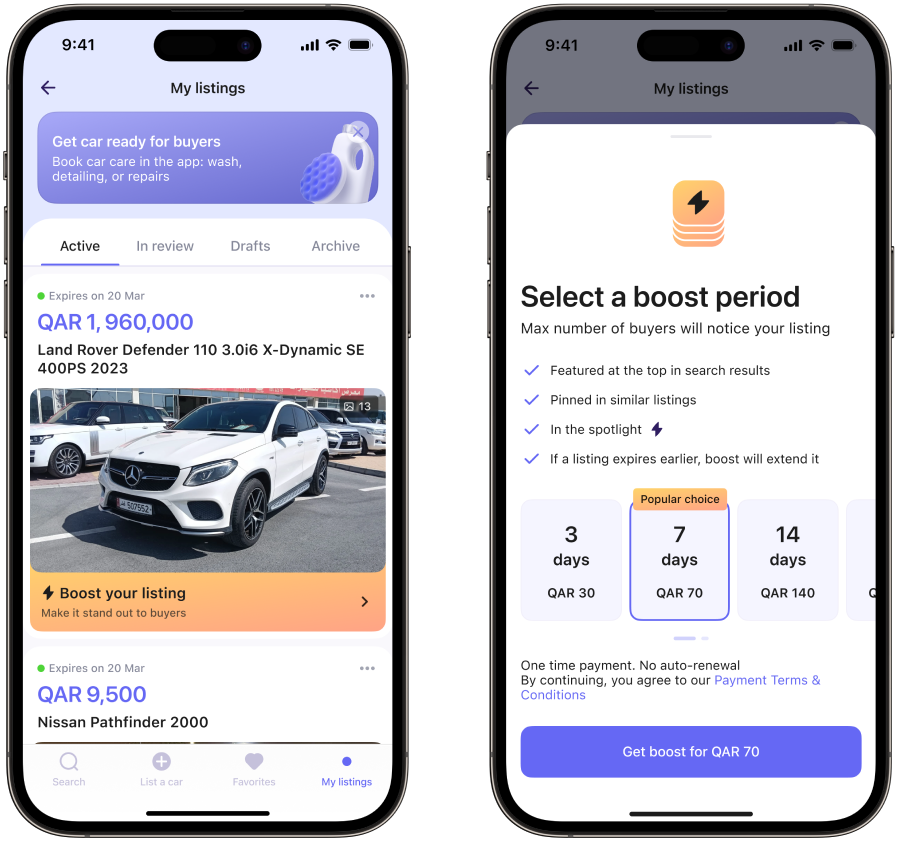 9:41
My listings
Get car ready for buyers
Book car care in the app: wash,
detailing, or repairs
Active
In review
Drafts
Archive
Expires on 20 Mar
QAR 1,960,000
Land Rover Defender 110 3.0i6 X-Dynamic SE
400PS 2023
13
507552
Boost your listing
Make it stand out to buyers
Expires on 20 Mar
QAR 9,500
Nissan Pathfinder 2000
Search
List a car
Favorites
My listings
9:41
My listings
Select a boost period
Max number of buyers will notice your listing
Featured at the top in search results
Pinned in similar listings
In the spotlight
If a listing expires earlier, boost will extend it
Popular choice
3
days
QAR 30
7
days
QAR 70
14
days
QAR 140
One time payment. No auto-renewal
By continuing, you agree to our Payment Terms &
Conditions
Get boost for QAR 70